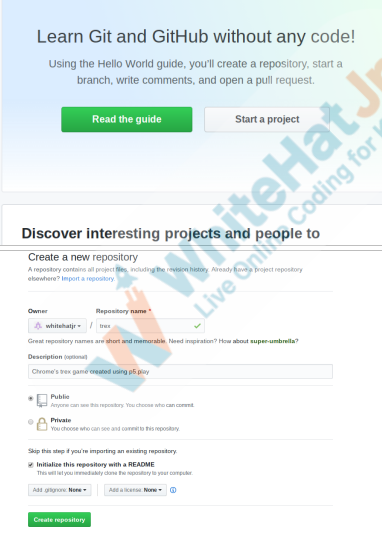 Learn Git and GitHub without any code!
Using the Hello World guide, you'll create a repository, start a
branch, write comments, and open a pull request.
Read the guide
Start a project
Discover interesting projects and people to
Create a new repository
A repository contains all project files, including the revision history. Already have a project repository
elsewhere? Import a repository.
Owner
Repository name *
whitehatjr / trex
Great repository names are short and memorable. Need inspiration? How about super-umbrella?
Description (optional)
Chrome's trex game created using p5.play
Public
Anyone can see this repository. You choose who can commit.
Private
You choose who can see and commit to this repository.
Skip this step if you're importing an existing repository.
Initialize this repository with a README
This will let you immediately clone the repository to your computer.
Add .gitignore: None
Add a license: None
Create repository
WhiteHat Jr
Live Online Coding for K